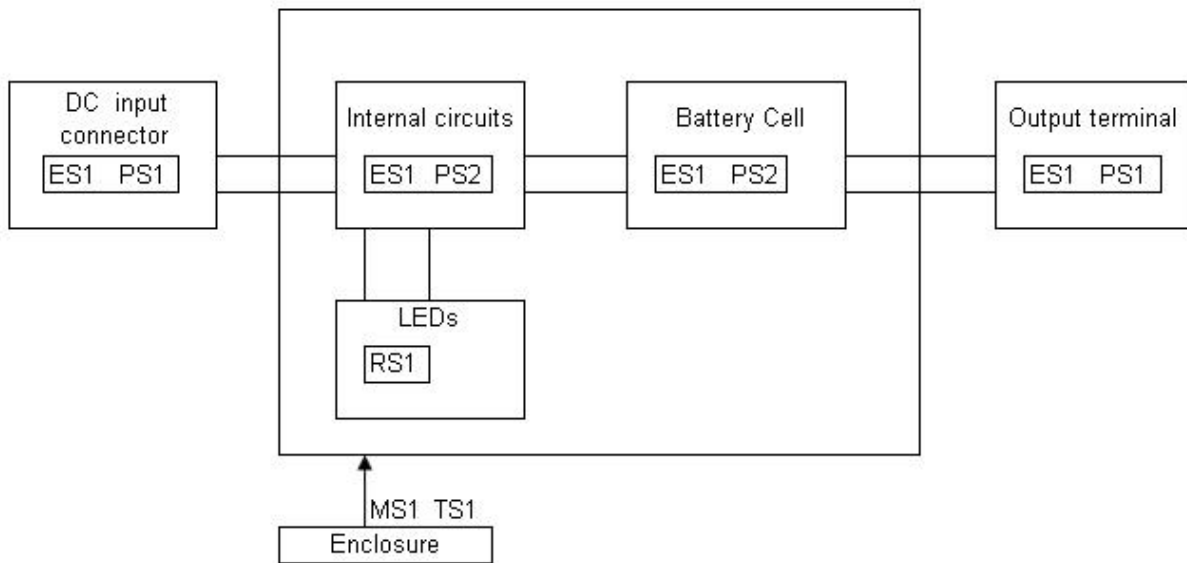 DC input
connector
ES1 PS1
Internal circuits
ES1 PS2
Battery Cell
ES1 PS2
Output terminal
ES1 PS1
LEDs
RS1
MS1 TS1
Enclosure